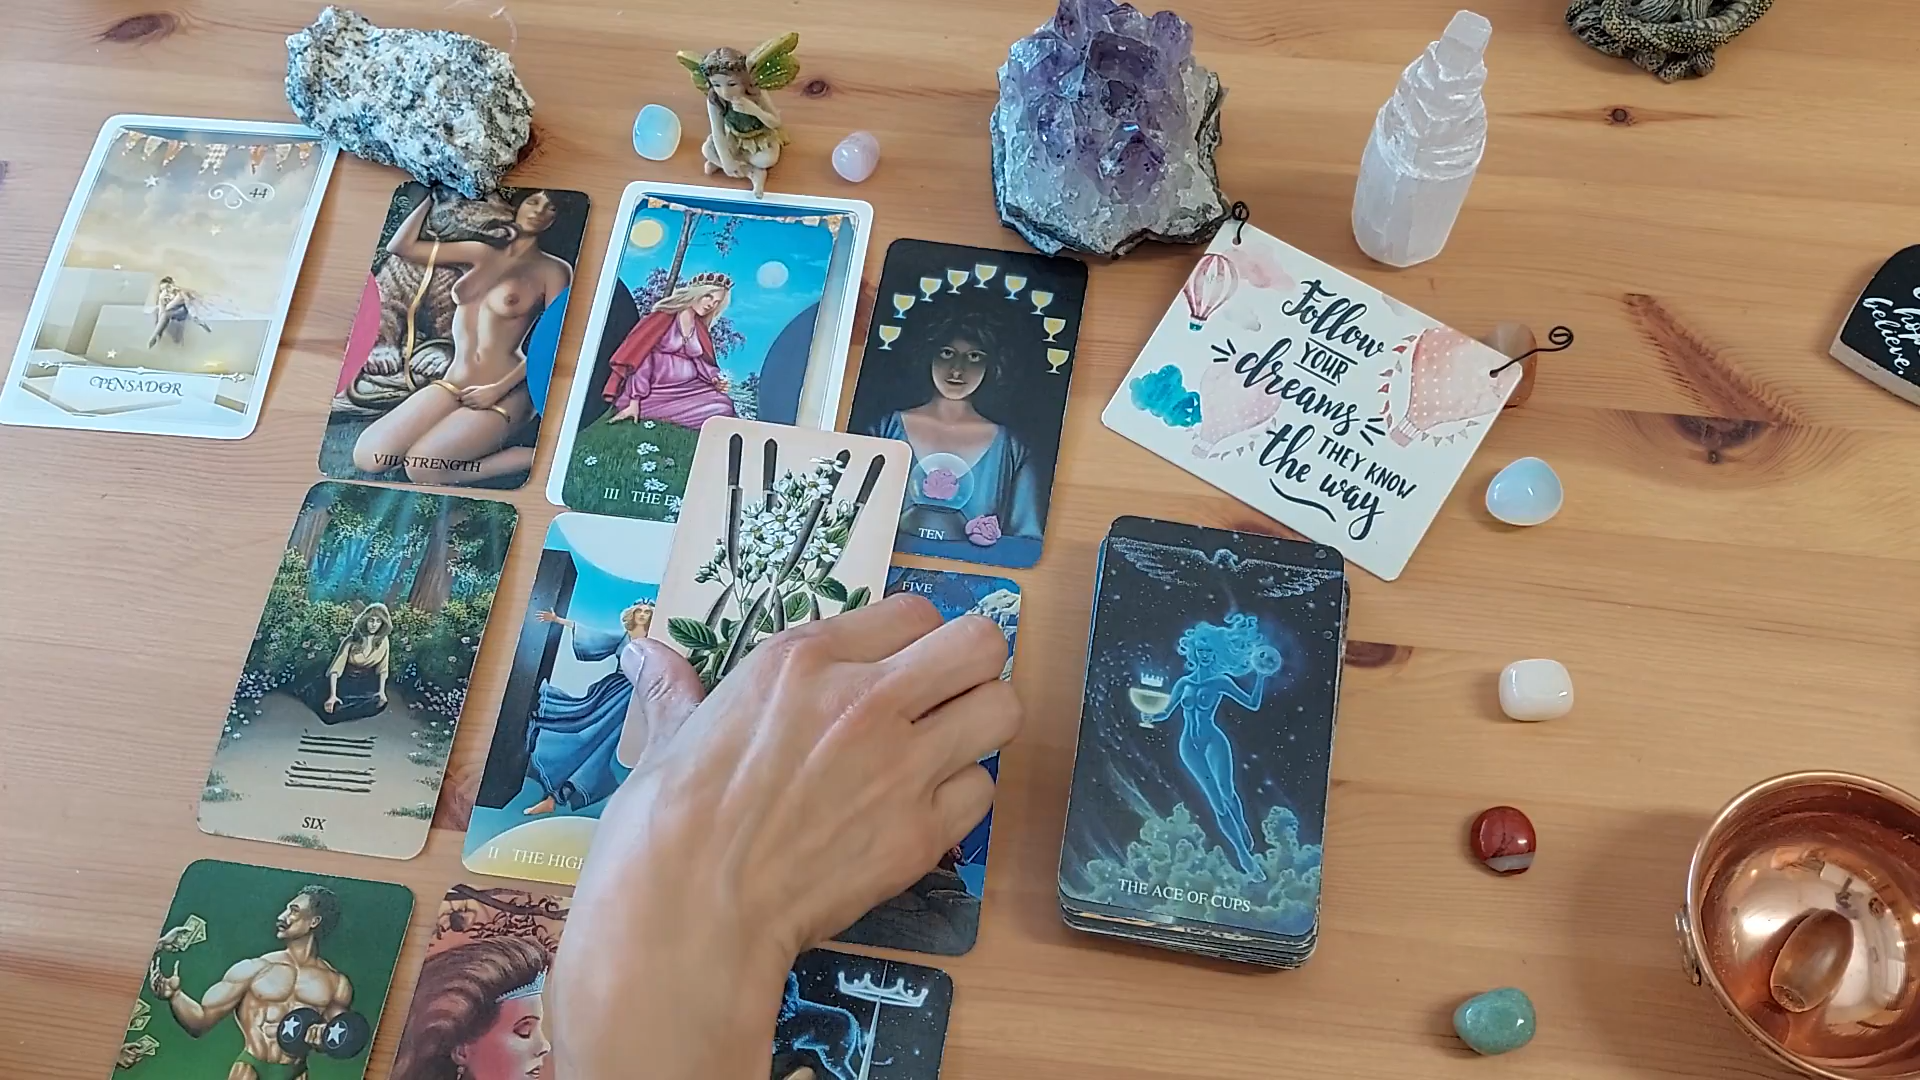 44
PENSADOR
VIII STRENGTH
III THE
TEN
Follow
YOUR
dreams
THEY KNOW
the way
believe.
SIX
II THE HIGH
FIVE
THE ACE OF CUPS